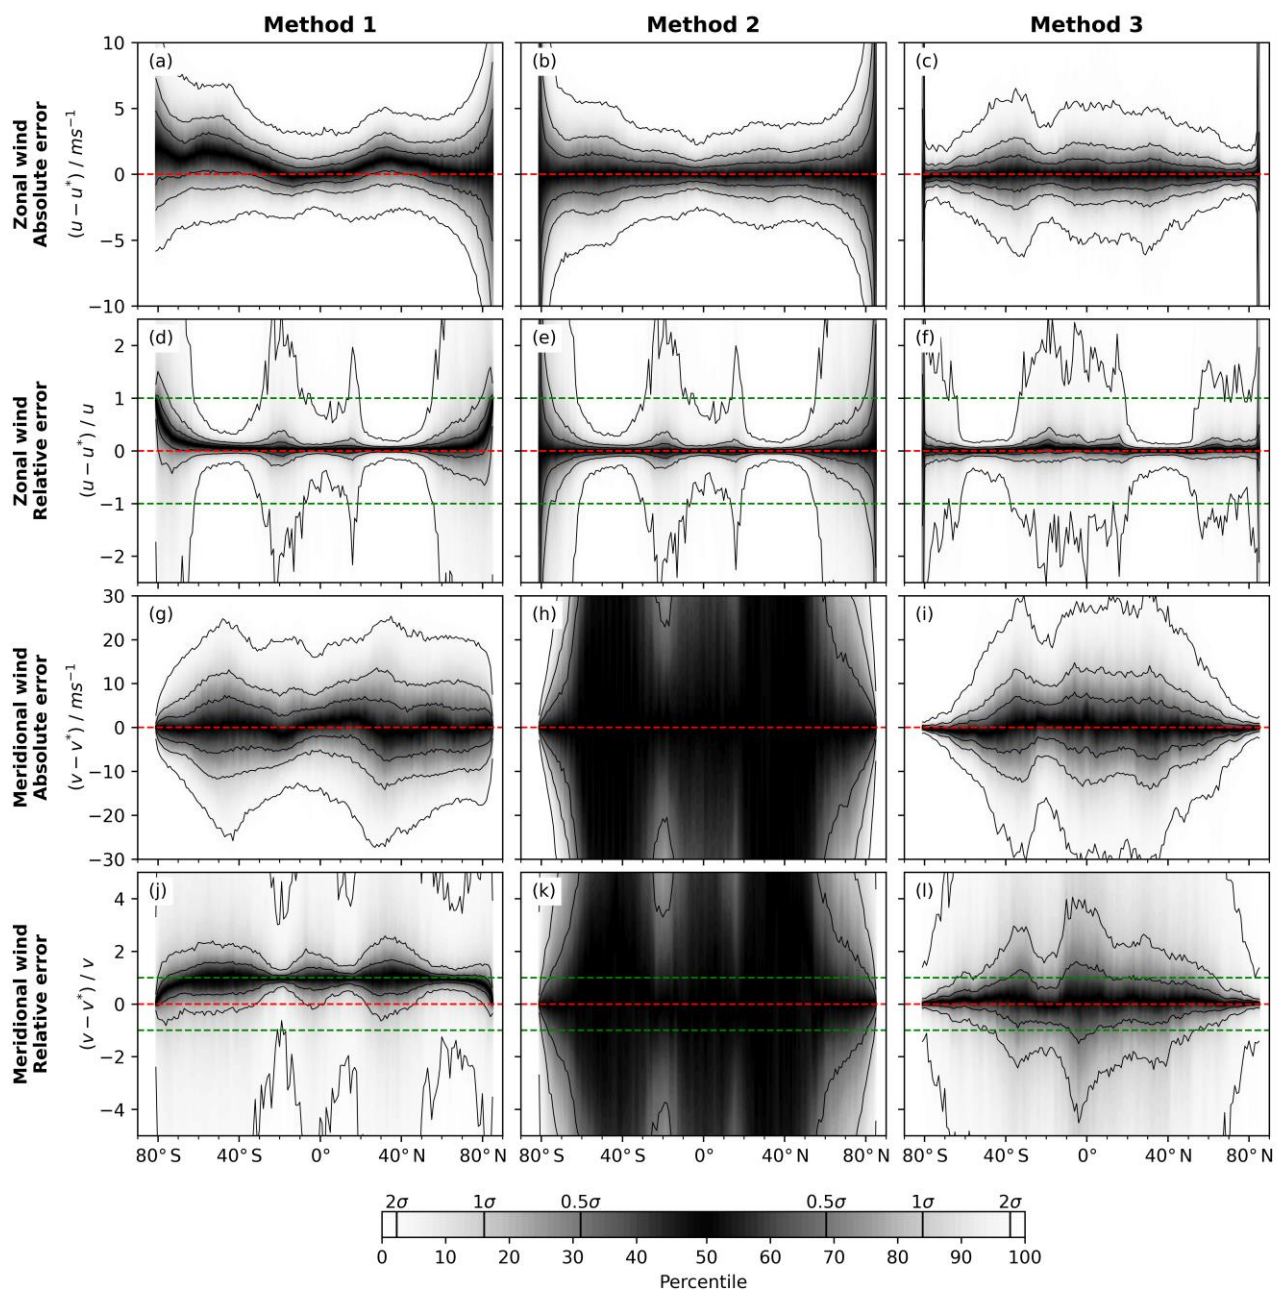 Method 1 Method 2 Method 3
Zonal wind
Absolute error
(u − u*) / ms⁻¹
10
5
0
−5
−10
(a) (b) (c)
Zonal wind
Relative error
(u − u*) / u
2
1
0
−1
−2
(d) (e) (f)
Meridional wind
Absolute error
(v − v*) / ms⁻¹
30
20
10
0
−10
−20
−30
(g) (h) (i)
Meridional wind
Relative error
(v − v*) / v
4
2
0
−2
−4
(j) (k) (l)
80° S 40° S 0° 40° N 80° N 80° S 40° S 0° 40° N 80° N 80° S 40° S 0° 40° N 80° N
2σ 1σ 0.5σ 0.5σ 1σ 2σ
0 10 20 30 40 50 60 70 80 90 100
Percentile